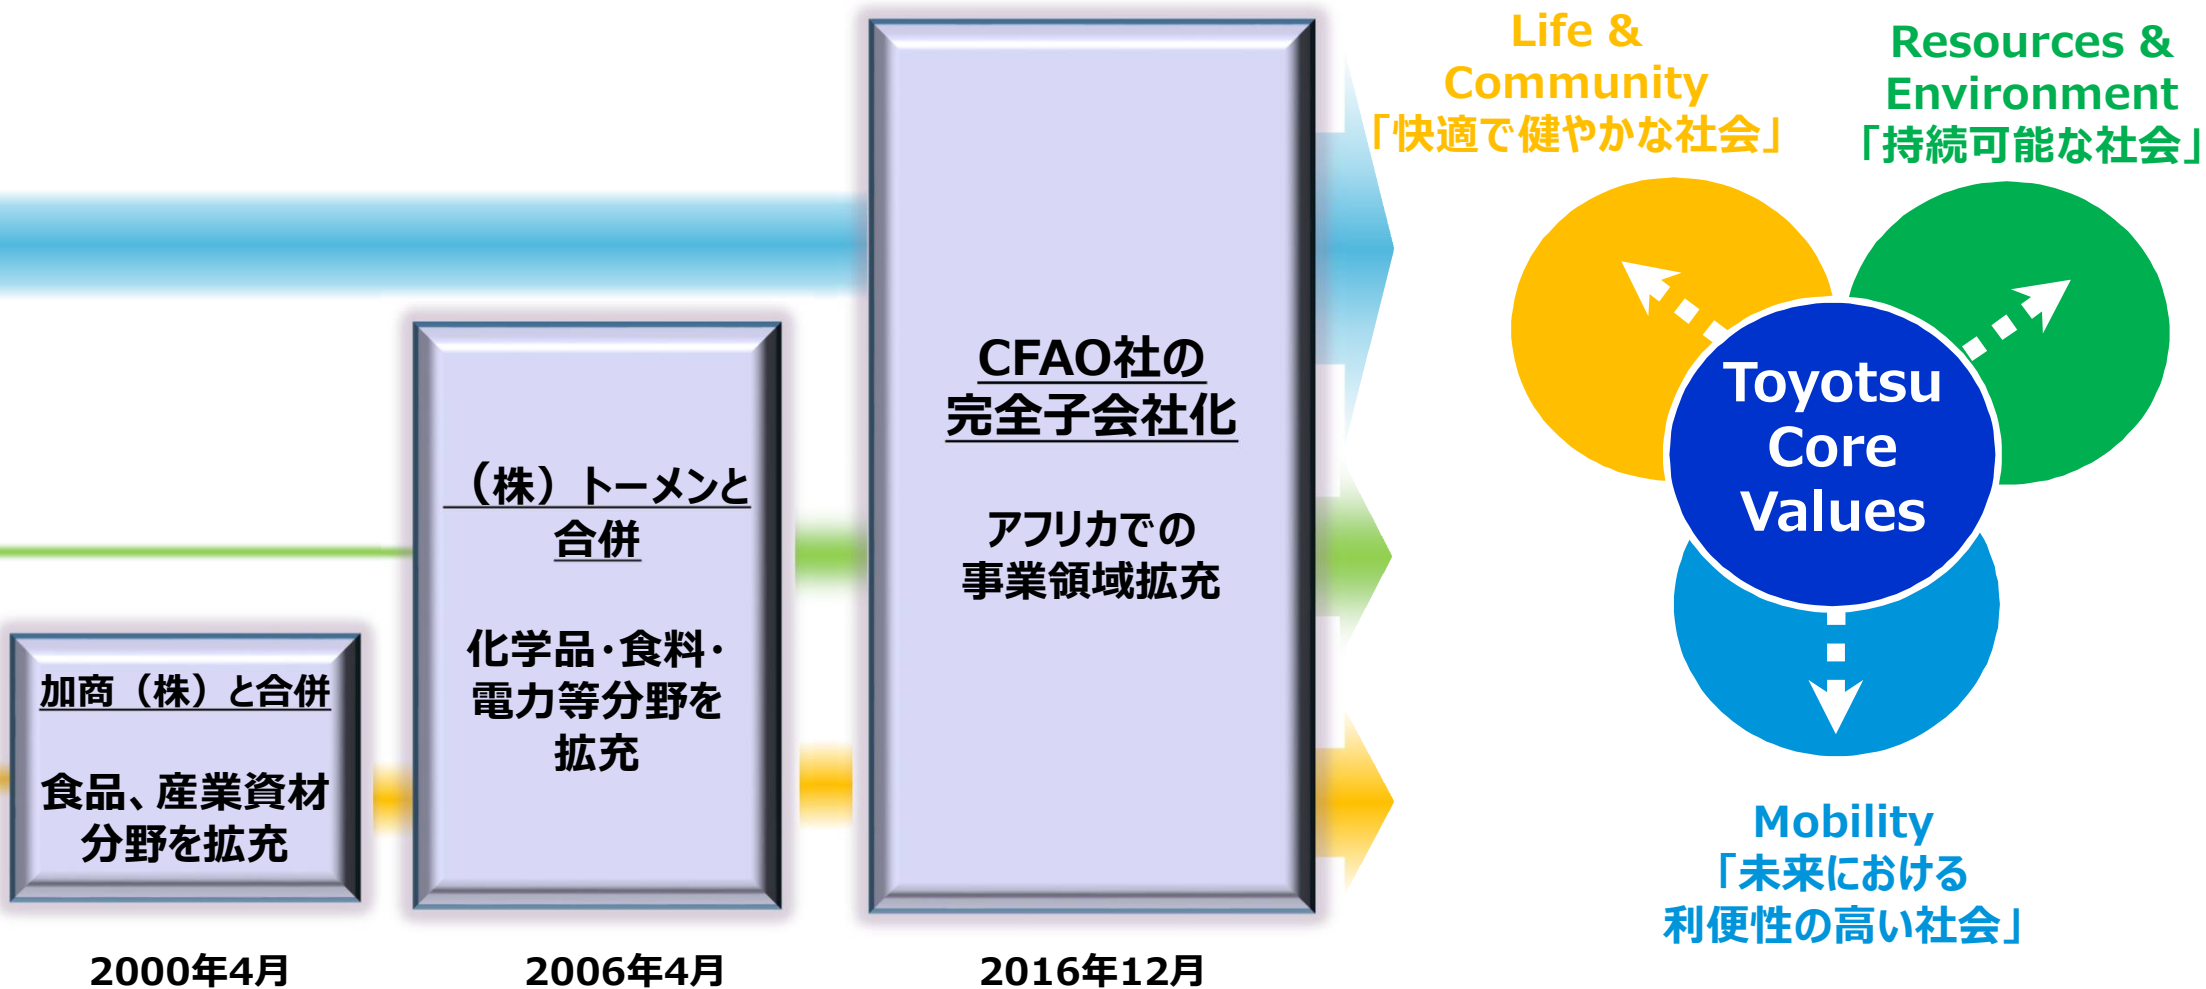 加商（株）と合併
食品、産業資材
分野を拡充
2000年4月
（株）トーメンと
合併
化学品・食料・
電力等分野を
拡充
2006年4月
CFAO社の
完全子会社化
アフリカでの
事業領域拡充
2016年12月
Life &
Community
「快適で健やかな社会」
Resources &
Environment
「持続可能な社会」
Toyotsu
Core
Values
Mobility
「未来における
利便性の高い社会」